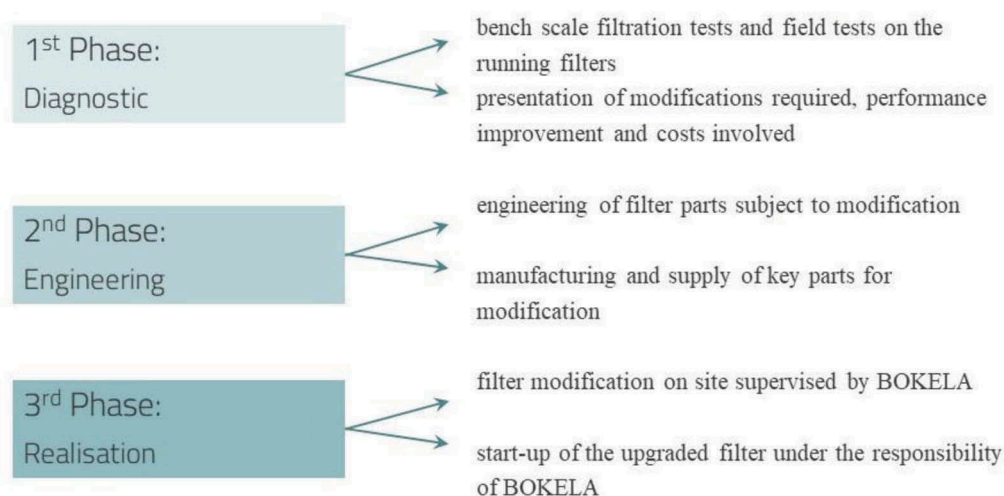 1st Phase:
Diagnostic
bench scale filtration tests and field tests on the
running filters
presentation of modifications required, performance
improvement and costs involved
2nd Phase:
Engineering
engineering of filter parts subject to modification
manufacturing and supply of key parts for
modification
3rd Phase:
Realisation
filter modification on site supervised by BOKELA
start-up of the upgraded filter under the responsibility
of BOKELA